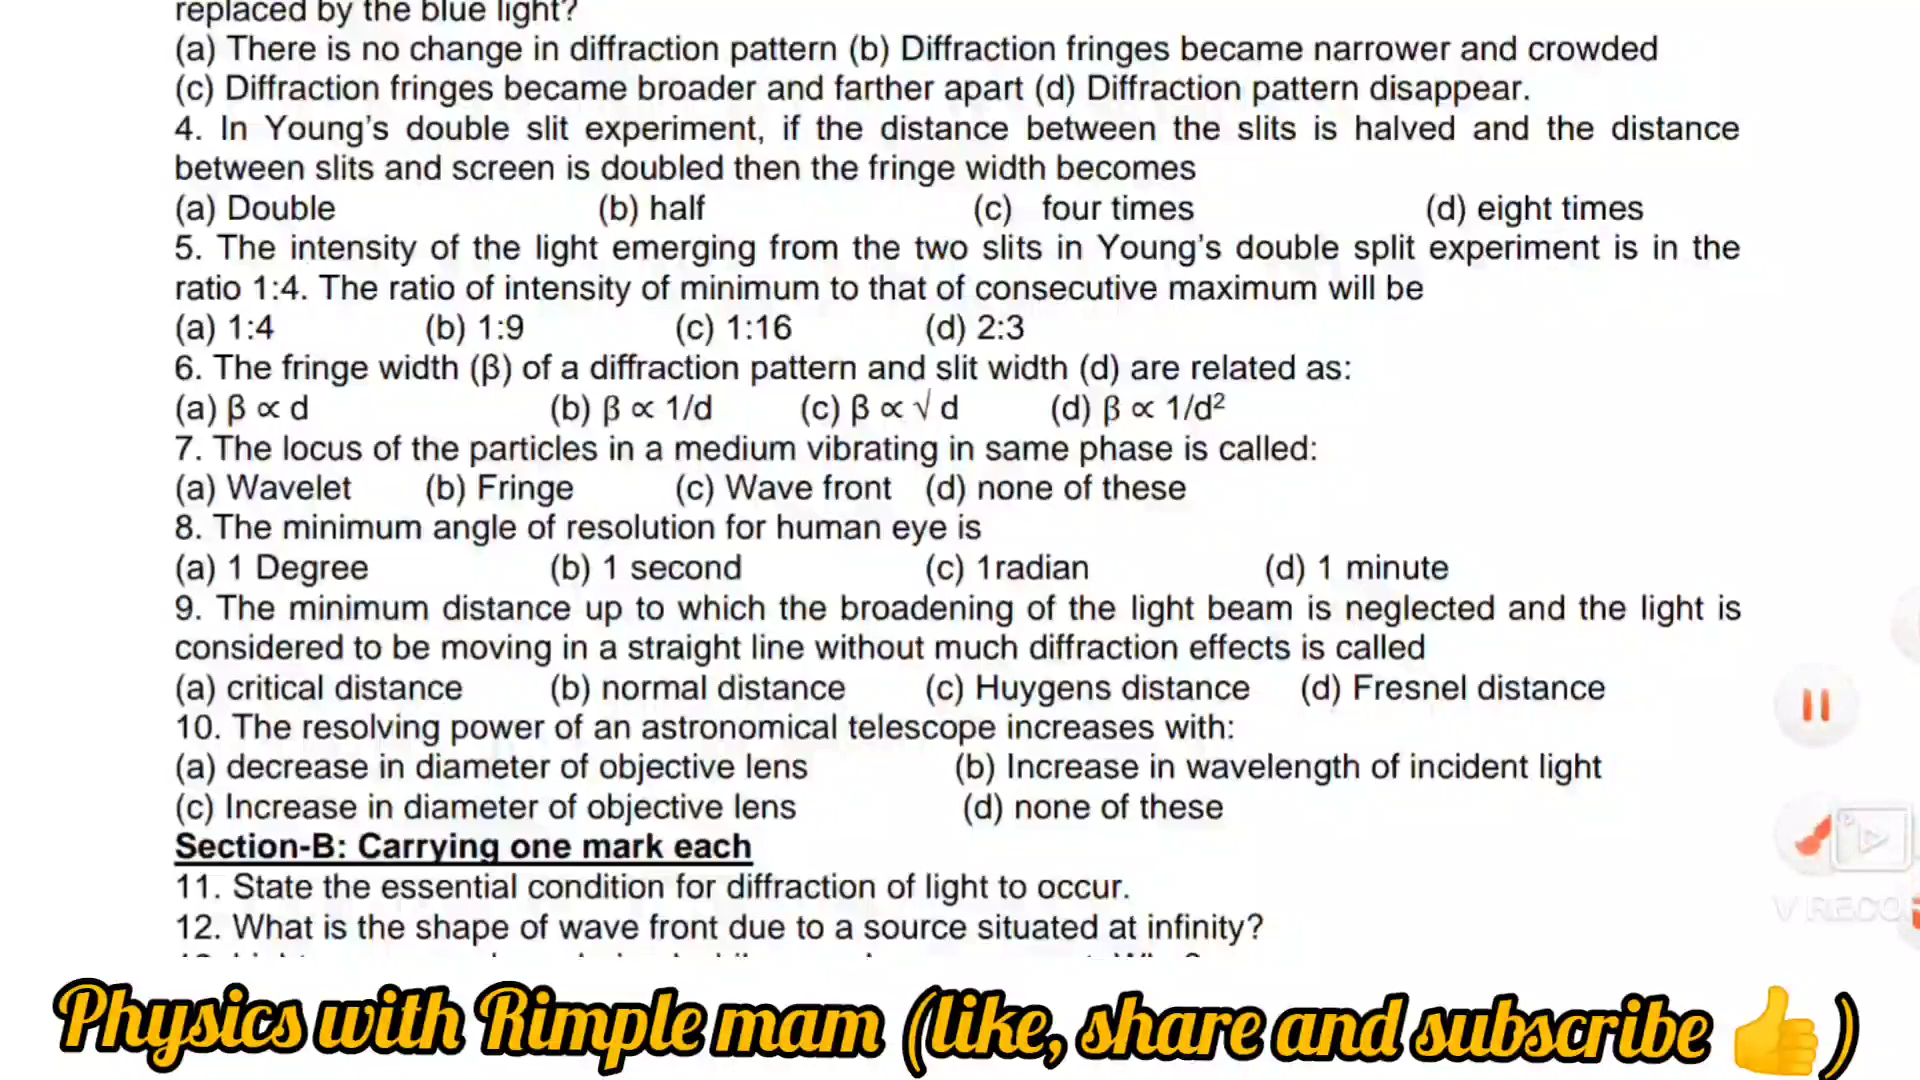 replaced by the blue light?
(a) There is no change in diffraction pattern (b) Diffraction fringes became narrower and crowded
(c) Diffraction fringes became broader and farther apart (d) Diffraction pattern disappear.
4. In Young's double slit experiment, if the distance between the slits is halved and the distance
between slits and screen is doubled then the fringe width becomes
(a) Double (b) half (c) four times (d) eight times
5. The intensity of the light emerging from the two slits in Young's double split experiment is in the
ratio 1:4. The ratio of intensity of minimum to that of consecutive maximum will be
(a) 1:4 (b) 1:9 (c) 1:16 (d) 2:3
6. The fringe width (β) of a diffraction pattern and slit width (d) are related as:
(a) β ∝ d (b) β ∝ 1/d (c) β ∝ √ d (d) β ∝ 1/d²
7. The locus of the particles in a medium vibrating in same phase is called:
(a) Wavelet (b) Fringe (c) Wave front (d) none of these
8. The minimum angle of resolution for human eye is
(a) 1 Degree (b) 1 second (c) 1radian (d) 1 minute
9. The minimum distance up to which the broadening of the light beam is neglected and the light is
considered to be moving in a straight line without much diffraction effects is called
(a) critical distance (b) normal distance (c) Huygens distance (d) Fresnel distance
10. The resolving power of an astronomical telescope increases with:
(a) decrease in diameter of objective lens (b) Increase in wavelength of incident light
(c) Increase in diameter of objective lens (d) none of these
Section-B: Carrying one mark each
11. State the essential condition for diffraction of light to occur.
12. What is the shape of wave front due to a source situated at infinity?
V RECO
Physics with Rimple mam (like, share and subscribe 👍)